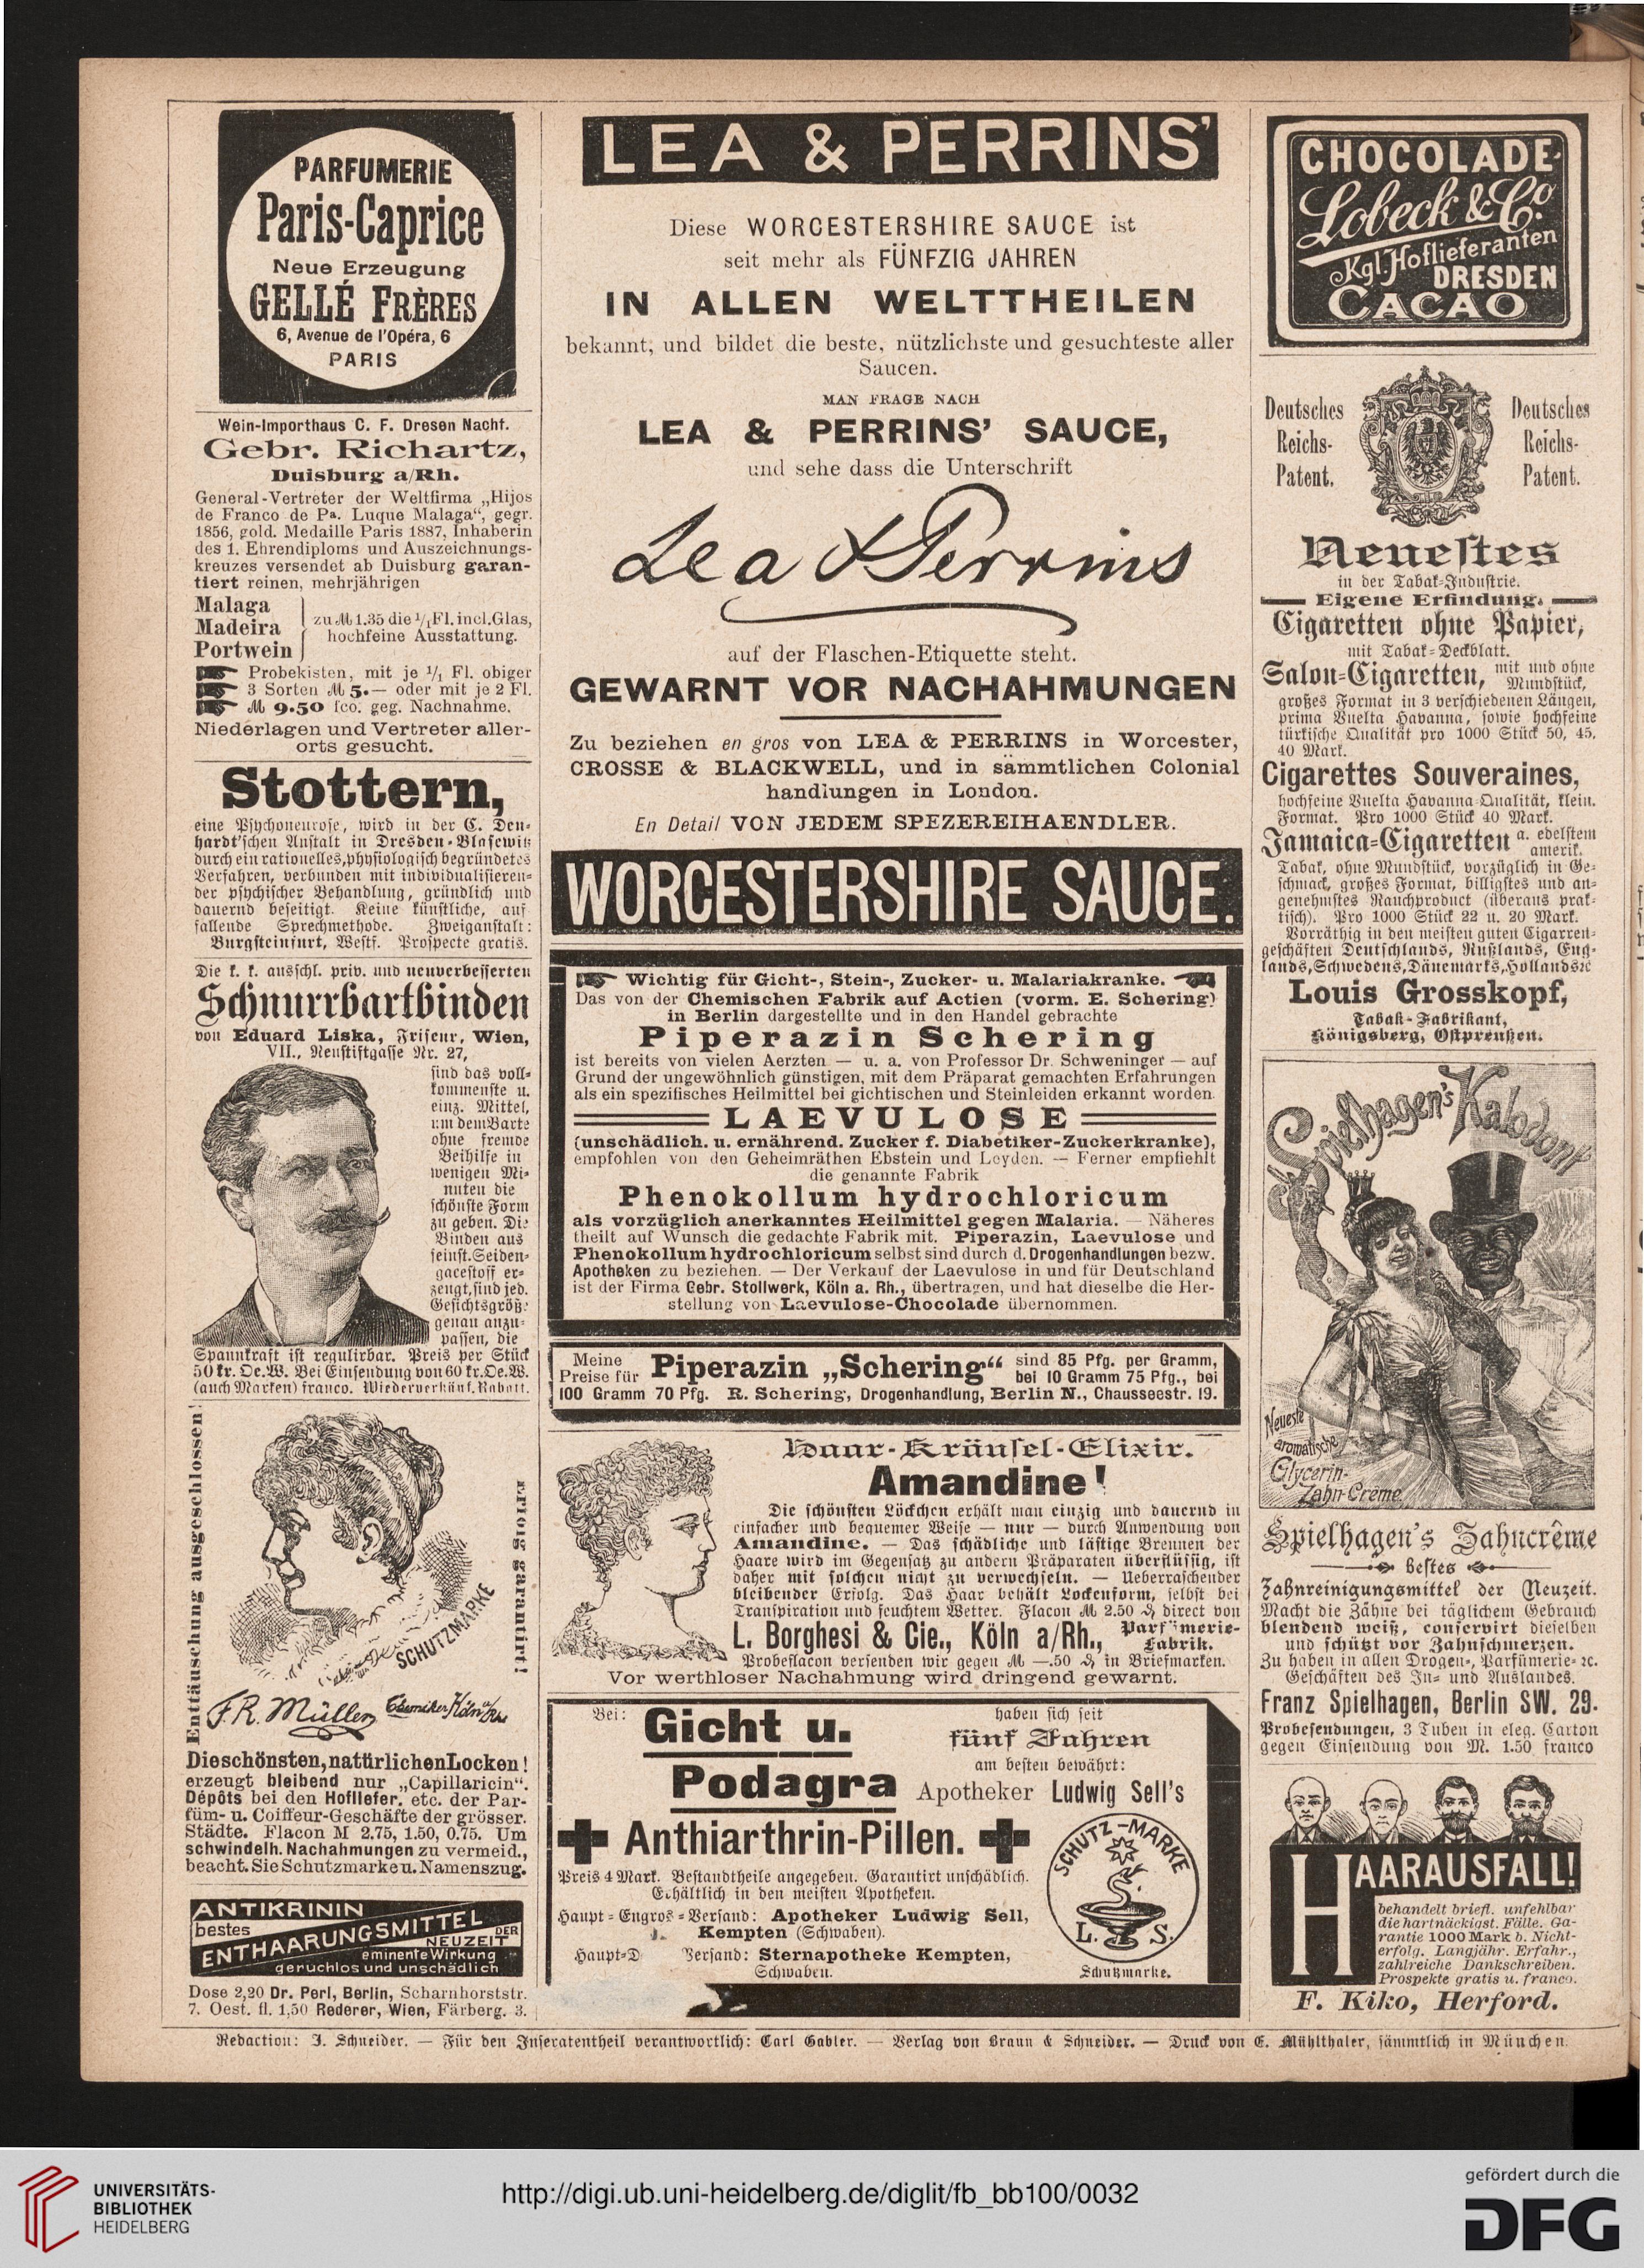 PARFUMERIE
Paris-Caprice
Neue Erzeugung
GELLÉ FRÈRES
6, Avenue de l'Opéra, 6
PARIS
Wein-Importhaus C. F. Dresen Nachf.
Gebr. Richartz,
Duisburg a/Rh.
General-Vertreter der Weltfirma „Hijos
de Franco de Pª. Luque Malaga“, gegr.
1856, gold. Medaille Paris 1887, Inhaberin
des 1. Ehrendiploms und Auszeichnungs-
kreuzes versendet ab Duisburg garan-
tiert reinen, mehrjährigen
Malaga
Madeira
Portwein
zu ℳ 1.35 die 1/1 Fl. incl. Glas,
hochfeine Ausstattung.
Probekisten, mit je 1/1 Fl. obiger
3 Sorten ℳ 5.— oder mit je 2 Fl.
ℳ 9.50 fco. geg. Nachnahme.
Niederlagen und Vertreter aller-
orts gesucht.
Stottern,
eine Psychoneurose, wird in der C. Den-
hardt'schen Anstalt in Dresden-Blasewitz
durch ein rationelles, physiologisch begründetes
Verfahren, verbunden mit individualisieren-
der psychischer Behandlung, gründlich und
dauernd beseitigt. Keine künstliche, auf
fallende Sprechmethode. Zweiganstalt:
Burgsteinfurt, Westf. Prospecte gratis.
Die k. k. ausschl. priv. und neuverbesserten
Schnurrbartbinden
von Eduard Liska, Friseur, Wien,
VII., Neustiftgasse Nr. 27,
sind das voll-
kommenste u.
einz. Mittel,
um dem Barte
ohne fremde
Beihilfe in
wenigen Mi-
nuten die
schönste Form
zu geben. Die
Binden aus
feinst. Seiden-
gacestoff er-
zeugt, sind jed.
Gesichtsgröße
genau anzu-
passen, die
Spannkraft ist regulirbar. Preis per Stück
50 kr. Oe. W. Bei Einsendung von 60 kr. Oe. W.
(auch Marken) franco. Wiederverkäuf. Rabatt.
Enttäuschung ausgeschlossen!
Erfolg garantirt!
SCHUTZMARKE
F.R. Müller Chemiker Köln a/Rh.
Die schönsten, natürlichen Locken!
erzeugt bleibend nur „Capillaricin“.
Dépôts bei den Hofliefer. etc. der Par-
füm- u. Coiffeur-Geschäfte der grösser.
Städte. Flacon M 2.75, 1.50, 0.75. Um
schwindelh. Nachahmungen zu vermeid.,
beacht. Sie Schutzmarke u. Namenszug.
ANTIKRININ
bestes
ENTHAARUNGSMITTEL
DER
NEUZEIT
eminente Wirkung
geruchlos und unschädlich
Dose 2,20 Dr. Perl, Berlin, Scharnhorststr.
7. Oest. fl. 1,50 Rederer, Wien, Färberg. 3.
LEA & PERRINS'
Diese WORCESTERSHIRE SAUCE ist
seit mehr als FÜNFZIG JAHREN
IN ALLEN WELTTHEILEN
bekannt, und bildet die beste, nützlichste und gesuchteste aller
Saucen.
MAN FRAGE NACH
LEA & PERRINS' SAUCE,
und sehe dass die Unterschrift
Lea & Perrins
auf der Flaschen-Etiquette steht.
GEWARNT VOR NACHAHMUNGEN
Zu beziehen en gros von LEA & PERRINS in Worcester,
CROSSE & BLACKWELL, und in sämmtlichen Colonial
handlungen in London.
En Detail VON JEDEM SPEZEREIHAENDLER.
WORCESTERSHIRE SAUCE.
Wichtig für Gicht-, Stein-, Zucker- u. Malariakranke.
Das von der Chemischen Fabrik auf Actien (vorm. E. Schering)
in Berlin dargestellte und in den Handel gebrachte
Piperazin Schering
ist bereits von vielen Aerzten — u. a. von Professor Dr. Schweninger — auf
Grund der ungewöhnlich günstigen, mit dem Präparat gemachten Erfahrungen
als ein spezifisches Heilmittel bei gichtischen und Steinleiden erkannt worden.
LAEVULOSE
(unschädlich. u. ernährend. Zucker f. Diabetiker-Zuckerkranke),
empfohlen von den Geheimräthen Ebstein und Leyden. — Ferner empfiehlt
die genannte Fabrik
Phenokollum hydrochloricum
als vorzüglich anerkanntes Heilmittel gegen Malaria. — Näheres
theilt auf Wunsch die gedachte Fabrik mit. Piperazin, Laevulose und
Phenokollum hydrochloricum selbst sind durch d. Drogenhandlungen bezw.
Apotheken zu beziehen. — Der Verkauf der Laevulose in und für Deutschland
ist der Firma Gebr. Stollwerk, Köln a. Rh., übertragen, und hat dieselbe die Her-
stellung von Laevulose-Chocolade übernommen.
Meine
Preise für
Piperazin „Schering“
sind 85 Pfg. per Gramm,
bei 10 Gramm 75 Pfg., bei
100 Gramm 70 Pfg. R. Schering, Drogenhandlung, Berlin N., Chausseestr. 19.
Haar-Kräusel-Elixir.
Amandine!
Die schönsten Löckchen erhält man einzig und dauernd in
einfacher und bequemer Weise — nur — durch Anwendung von
Amandine. — Das schädliche und lästige Brennen der
Haare wird im Gegensatz zu andern Präparaten überflüssig, ist
daher mit solchen nicht zu verwechseln. — Ueberraschender
bleibender Erfolg. Das Haar behält Lockenform, selbst bei
Transpiration und feuchtem Wetter. Flacon ℳ 2.50 ₰ direct von
L. Borghesi & Cie., Köln a/Rh., Parfümerie-
Fabrik.
Probeflacon versenden wir gegen ℳ —.50 ₰ in Briefmarken.
Vor werthloser Nachahmung wird dringend gewarnt.
Bei:
Gicht u.
Podagra
haben sich seit
fünf Jahren
am besten bewährt:
Apotheker Ludwig Sell's
Anthiarthrin-Pillen.
Preis 4 Mark. Bestandtheile angegeben. Garantirt unschädlich.
Erhältlich in den meisten Apotheken.
Haupt-Engros-Versand: Apotheker Ludwig Sell,
Kempten (Schwaben).
Haupt-D Versand: Sternapotheke Kempten,
Schwaben.
SCHUTZ-MARKE
L. S.
Schutzmarke.
CHOCOLADE
Lobeck & Co.
Kgl. Hoflieferanten
DRESDEN
CACAO
Deutsches
Reichs-
Patent.
Deutsches
Reichs-
Patent.
Neuestes
in der Tabak-Industrie.
Eigene Erfindung.
Cigaretten ohne Papier,
mit Tabak-Deckblatt.
Salon-Cigaretten, mit und ohne
Mundstück,
großes Format in 3 verschiedenen Längen,
prima Vuelta Havanna, sowie hochfeine
türkische Qualität pro 1000 Stück 50, 45,
40 Mark.
Cigarettes Souveraines,
hochfeine Vuelta Havanna-Qualität, klein.
Format. Pro 1000 Stück 40 Mark.
Jamaica-Cigaretten a. edelstem
amerik.
Tabak, ohne Mundstück, vorzüglich in Ge-
schmack, großes Format, billigstes und an-
genehmstes Rauchproduct (überaus prak-
tisch). Pro 1000 Stück 22 u. 20 Mark.
Vorräthig in den meisten guten Cigarren-
geschäften Deutschlands, Rußlands, Eng-
lands, Schwedens, Dänemarks, Hollands ꝛc
Louis Grosskopf,
Tabak-Fabrikant,
Königsberg, Ostpreußen.
Spielhagen's Kalodont
Neueste
aromatische
Glycerin-
Zahn-Crême
Spielhagen's Zahncrême
bestes
Zahnreinigungsmittel der Neuzeit.
Macht die Zähne bei täglichem Gebrauch
blendend weiß, conservirt dieselben
und schützt vor Zahnschmerzen.
Zu haben in allen Drogen-, Parfümerie- ꝛc.
Geschäften des In- und Auslandes.
Franz Spielhagen, Berlin SW. 29.
Probesendungen, 3 Tuben in eleg. Carton
gegen Einsendung von M. 1.50 franco
HAARAUSFALL!
behandelt briefl. unfehlbar
die hartnäckigst. Fälle. Ga-
rantie 1000 Mark b. Nicht-
erfolg. Langjähr. Erfahr.,
zahlreiche Dankschreiben.
Prospekte gratis u. franco.
F. Kiko, Herford.
Redaction: J. Schneider. — Für den Inseratentheil verantwortlich: Carl Gabler. — Verlag von Braun & Schneider. — Druck von E. Mühlthaler, sämmtlich in München.
UNIVERSITÄTS-
BIBLIOTHEK
HEIDELBERG
http://digi.ub.uni-heidelberg.de/diglit/fb_bb100/0032
gefördert durch die
DFG